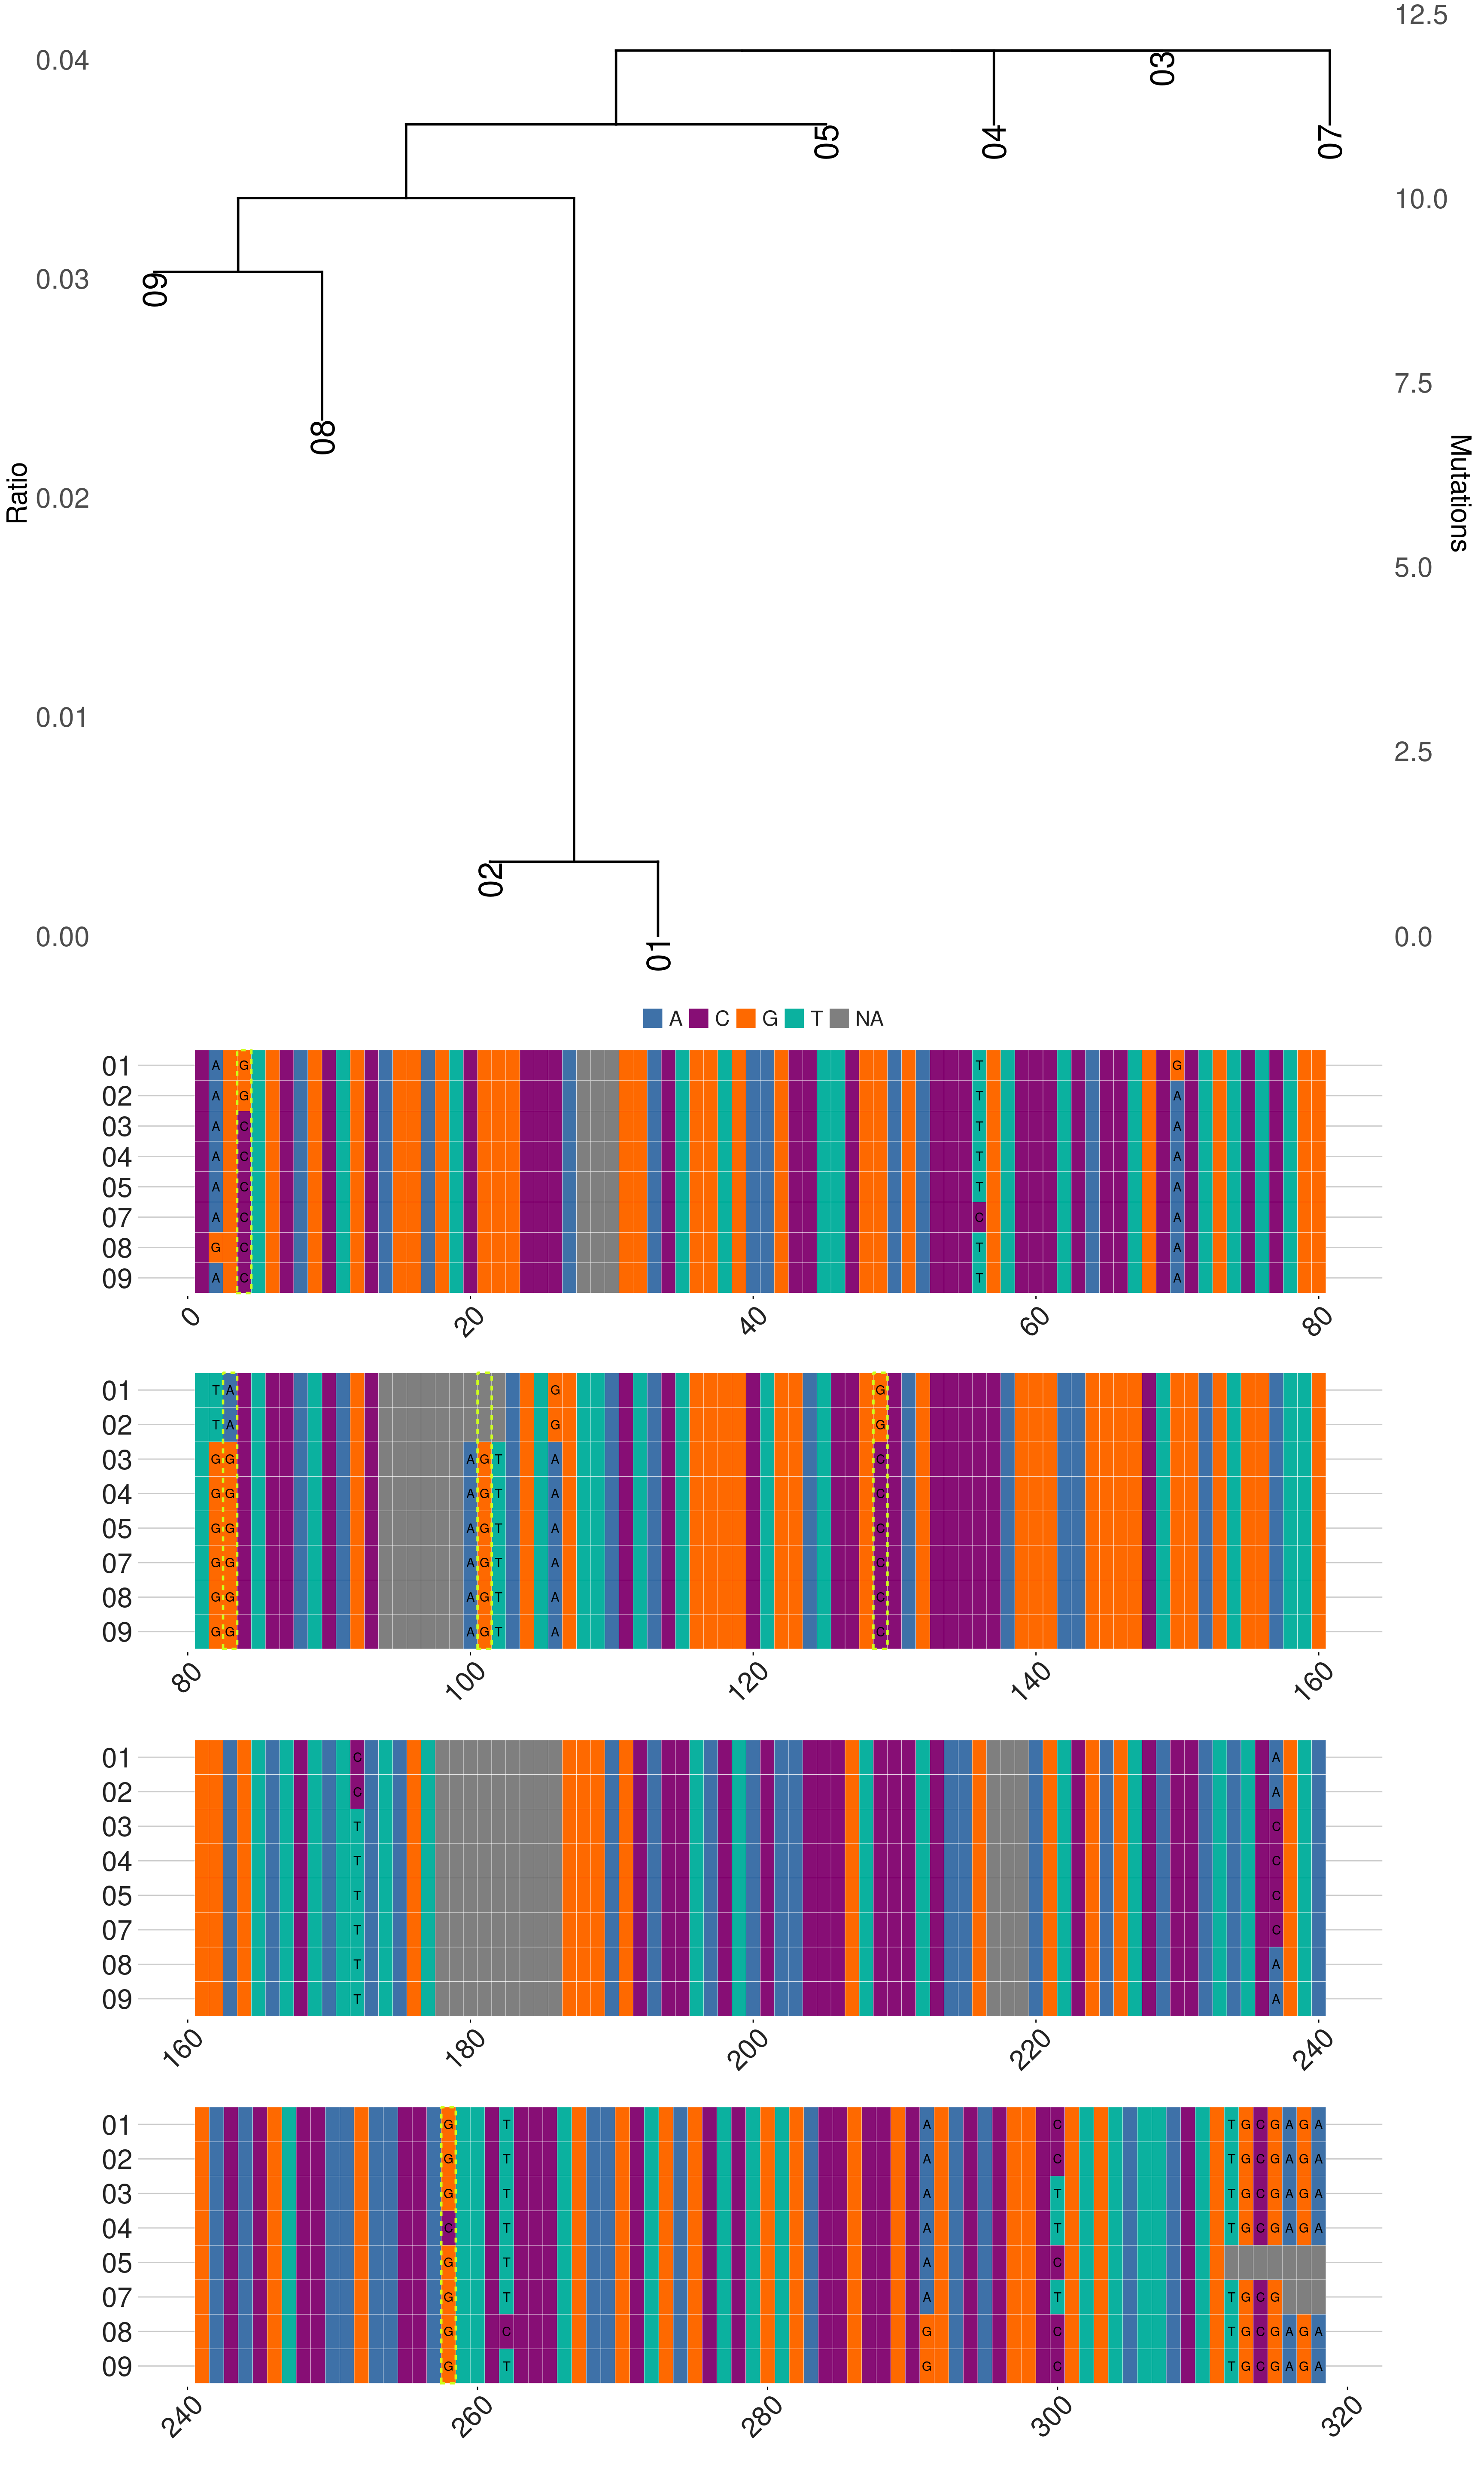 12.5
0.04
03
05
04
07
10.0
0.03
09
7.5
08
Ratio
Mutations
0.02
5.0
0.01
2.5
02
0.00
01
0.0
A C G T NA
01 A G T G
02 A G T A
03 A C T A
04 A C T A
05 A C T A
07 A C C A
08 G C T A
09 A C T A
0 20 40 60 80
01 T A G G
02 T A G G
03 G G A G T A C
04 G G A G T A C
05 G G A G T A C
07 G G A G T A C
08 G G A G T A C
09 G G A G T A C
80 100 120 140 160
01 C A
02 C A
03 T C
04 T C
05 T C
07 T C
08 T A
09 T A
160 180 200 220 240
01 G T A C T G C G A G A
02 G T A C T G C G A G A
03 G T A T T G C G A G A
04 C T A T T G C G A G A
05 G T A C
07 G T A T T G C G
08 G C G C T G C G A G A
09 G T G C T G C G A G A
240 260 280 300 320